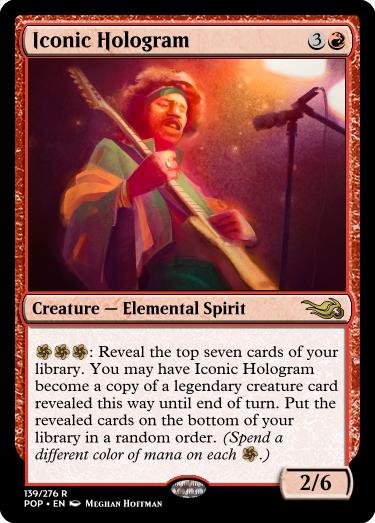 Iconic Hologram 3
Creature — Elemental Spirit
: Reveal the top seven cards of your
library. You may have Iconic Hologram
become a copy of a legendary creature card
revealed this way until end of turn. Put the
revealed cards on the bottom of your
library in a random order. (Spend a
different color of mana on each .)
2/6
139/276 R
POP • EN Meghan Hoffman